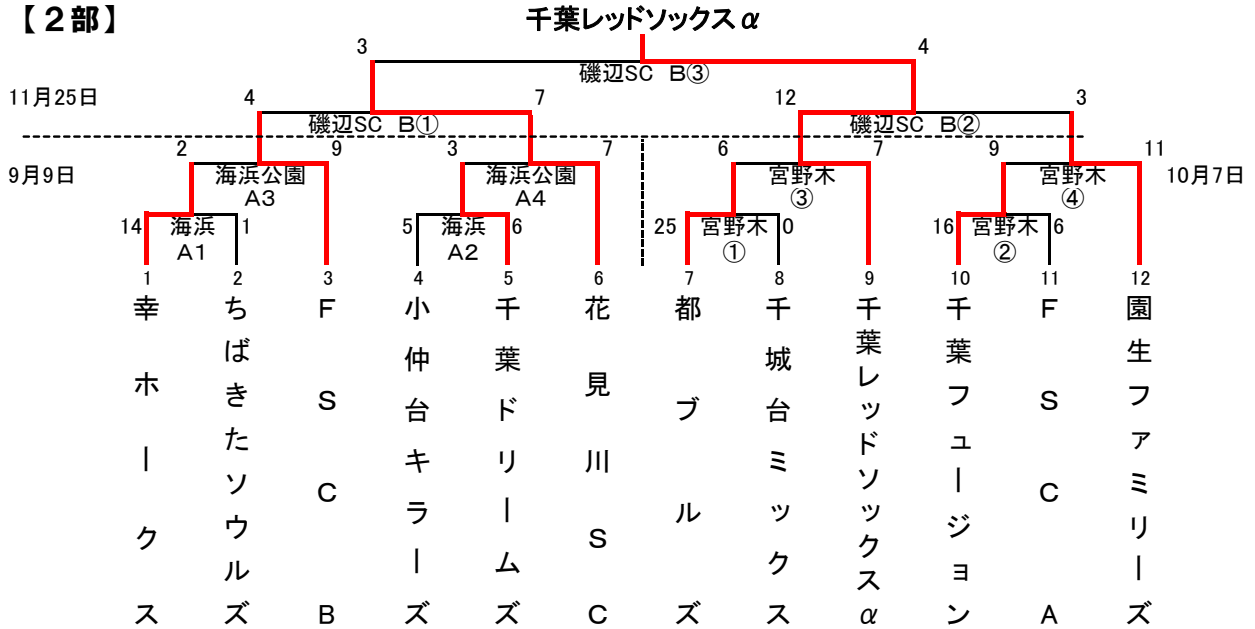 【２部】
千葉レッドソックスα
3 4
磯辺SC B③
11月25日
4 7 12 3
磯辺SC B① 磯辺SC B②
2 9 3 7 6 7 9 11
9月9日 海浜公園 A3 海浜公園 A4 宮野木 ③ 宮野木 ④ 10月7日
14 海浜 A1 1 5 海浜 A2 6 25 宮野木 ① 0 16 宮野木 ② 6
1 2 3 4 5 6 7 8 9 10 11 12
幸ホークス
ちばきたソウルズ
FSCB
小仲台キラーズ
千葉ドリームズ
花見川SC
都ブルズ
千城台ミックス
千葉レッドソックスα
千葉フュージョン
FSCA
園生ファミリーズ